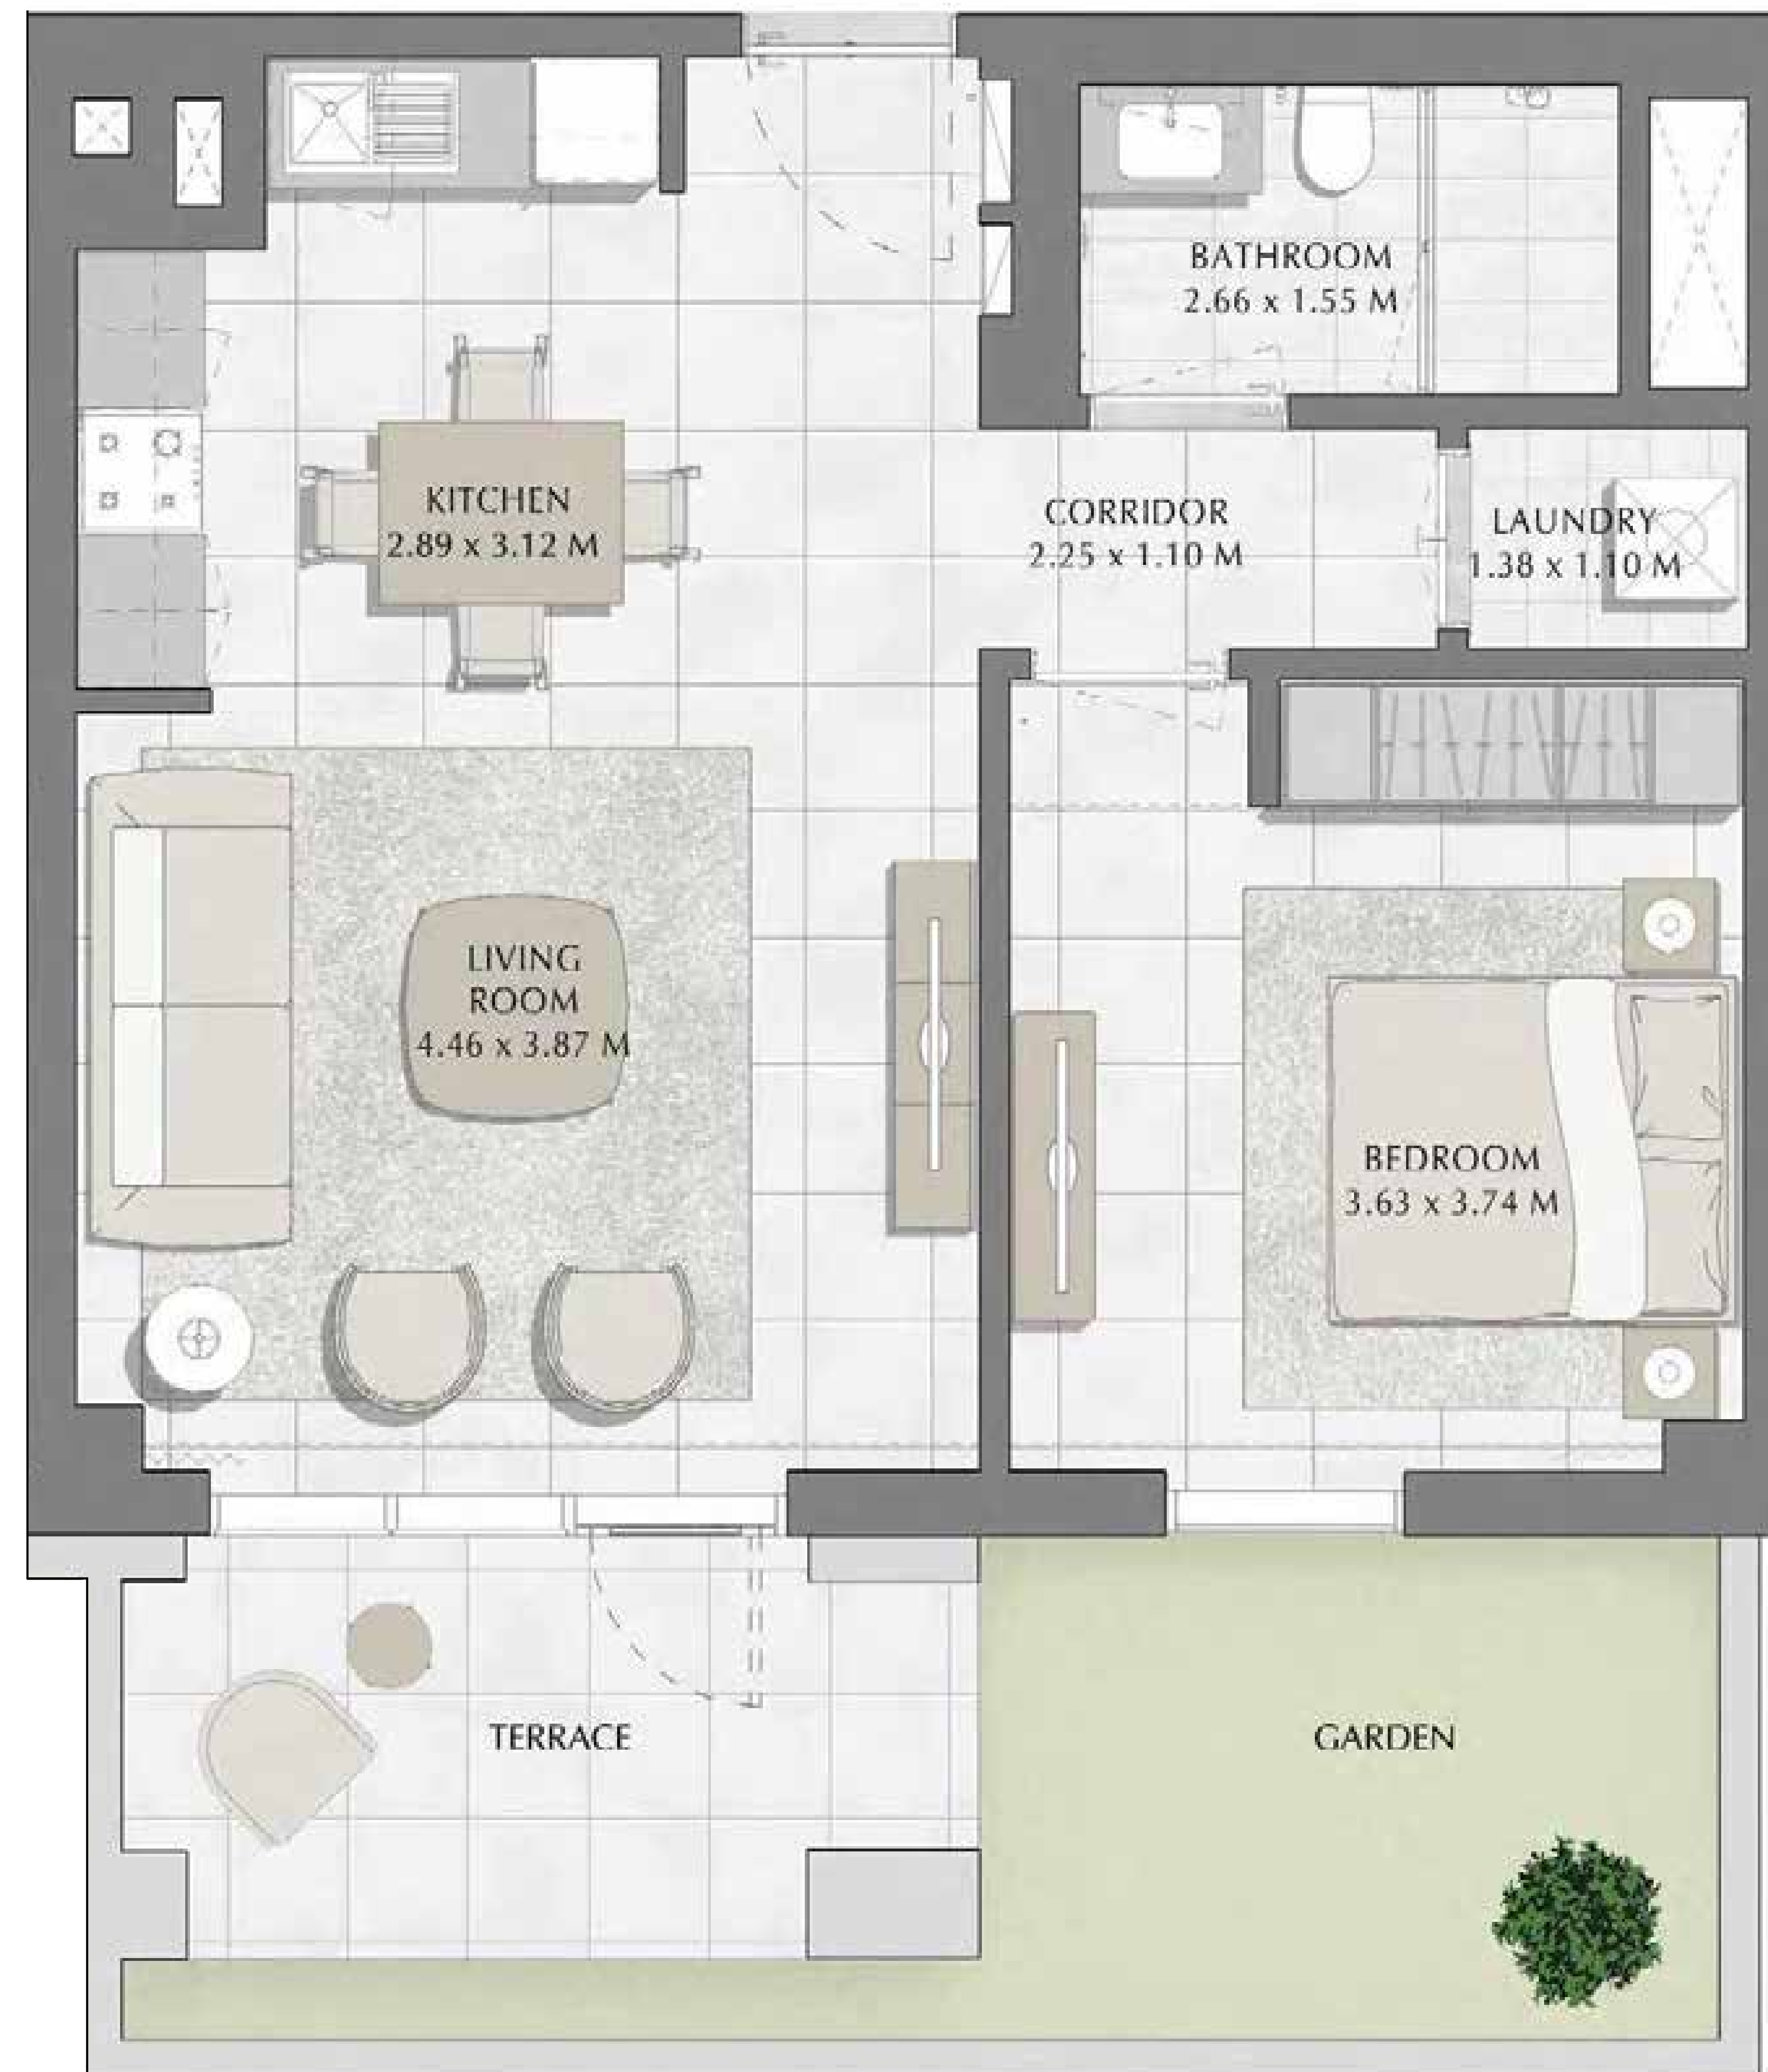 BATHROOM
2.66 x 1.55 M
KITCHEN
2.89 x 3.12 M
CORRIDOR
2.25 x 1.10 M
LAUNDRY
1.38 x 1.10 M
LIVING
ROOM
4.46 x 3.87 M
BEDROOM
3.63 x 3.74 M
TERRACE
GARDEN